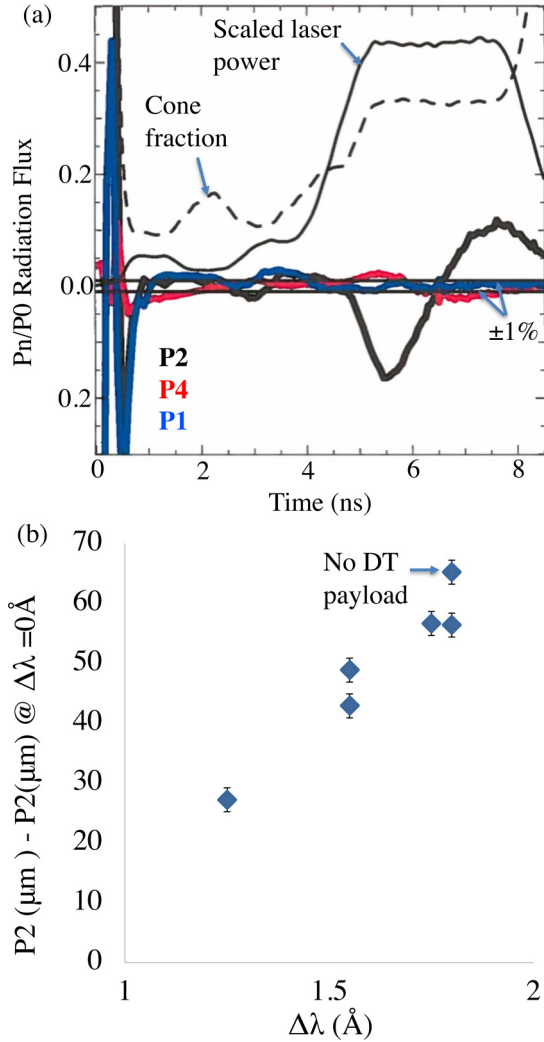 (a)
Pn/P0 Radiation Flux
0.4
0.2
0.0
0.2
Scaled laser
power
Cone
fraction
±1%
P2
P4
P1
0 2 4 6 8
Time (ns)
(b)
P2 (μm ) - P2(μm) @ Δλ =0Å
70
60
50
40
30
20
10
0
No DT
payload
1 1.5 2
Δλ (Å)